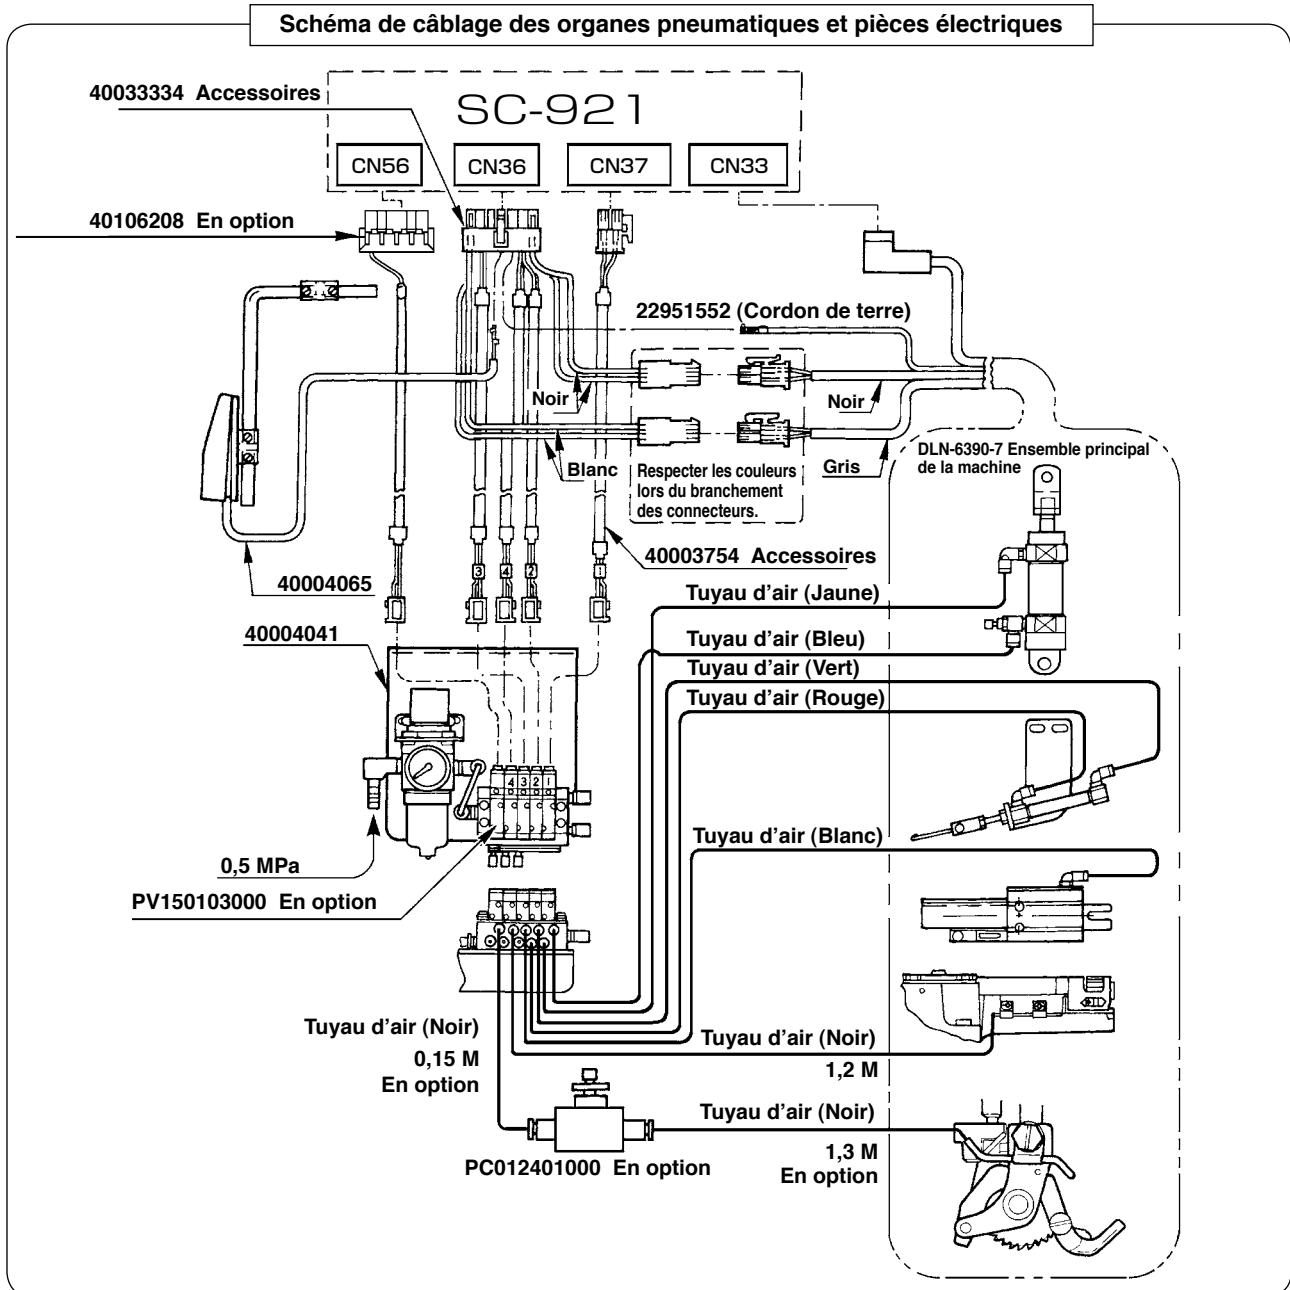 Schéma de câblage des organes pneumatiques et pièces électriques
40033334 Accessoires
SC-921
CN56
CN36
CN37
CN33
40106208 En option
22951552 (Cordon de terre)
Noir
Noir
Blanc
Gris
Respecter les couleurs
lors du branchement
des connecteurs.
DLN-6390-7 Ensemble principal
de la machine
40003754 Accessoires
40004065
3
4
2
1
Tuyau d'air (Jaune)
40004041
Tuyau d'air (Bleu)
Tuyau d'air (Vert)
Tuyau d'air (Rouge)
4
3
2
1
Tuyau d'air (Blanc)
0,5 MPa
PV150103000 En option
Tuyau d'air (Noir)
0,15 M
En option
Tuyau d'air (Noir)
1,2 M
Tuyau d'air (Noir)
1,3 M
En option
PC012401000 En option